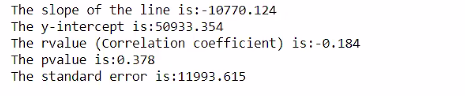 The slope of the line is:-10770.124
The y-intercept is:50933.354
The rvalue (Correlation coefficient) is:-0.184
The pvalue is:0.378
The standard error is:11993.615